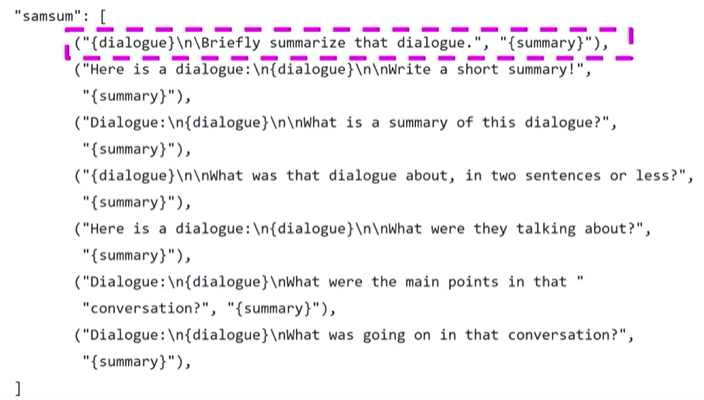 "samsum": [
("{dialogue}\n\Briefly summarize that dialogue.", "{summary}"),
("Here is a dialogue:\n{dialogue}\n\nWrite a short summary!",
"{summary}"),
("Dialogue:\n{dialogue}\n\nWhat is a summary of this dialogue?",
"{summary}"),
("{dialogue}\n\nWhat was that dialogue about, in two sentences or less?",
"{summary}"),
("Here is a dialogue:\n{dialogue}\n\nWhat were they talking about?",
"{summary}"),
("Dialogue:\n{dialogue}\nWhat were the main points in that "
"conversation?", "{summary}"),
("Dialogue:\n{dialogue}\nWhat was going on in that conversation?",
"{summary}"),
]